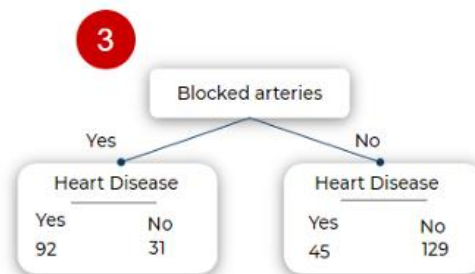 3
Blocked arteries
Yes No
Heart Disease Heart Disease
Yes No Yes No
92 31 45 129